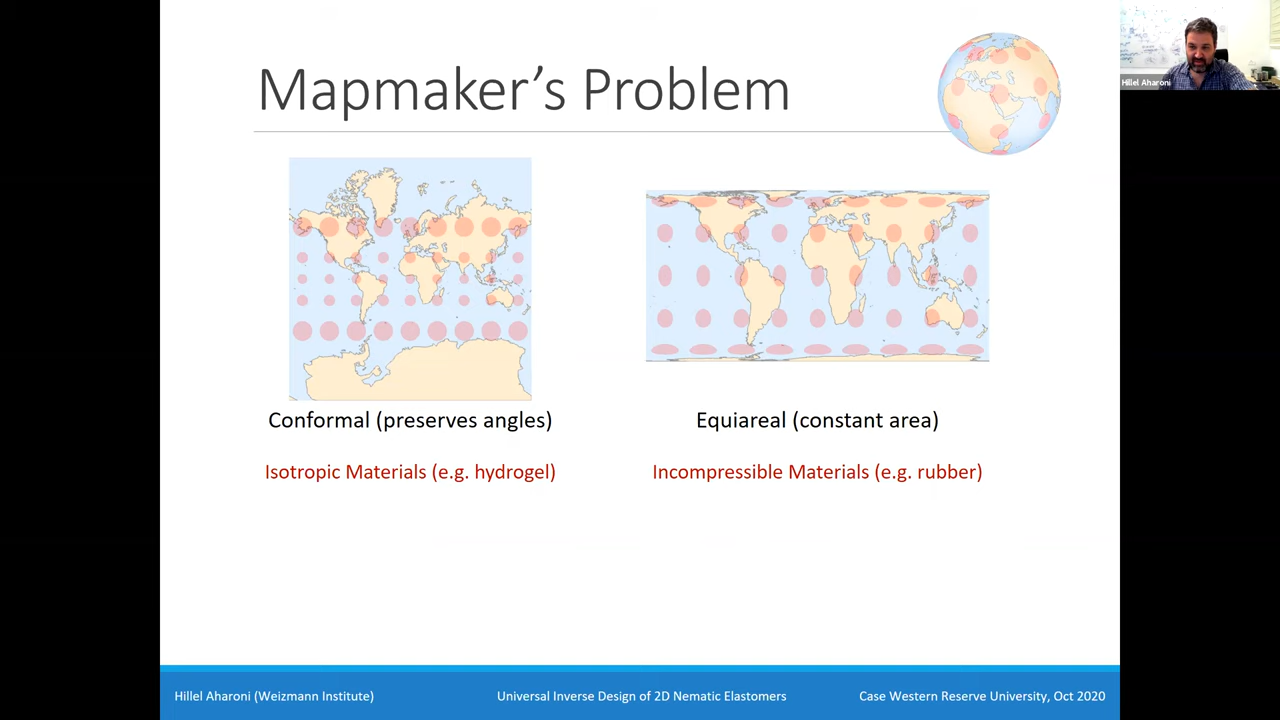 Mapmaker’s Problem
Hillel Aharoni
Conformal (preserves angles)
Equiareal (constant area)
Isotropic Materials (e.g. hydrogel)
Incompressible Materials (e.g. rubber)
Hillel Aharoni (Weizmann Institute)
Universal Inverse Design of 2D Nematic Elastomers
Case Western Reserve University, Oct 2020